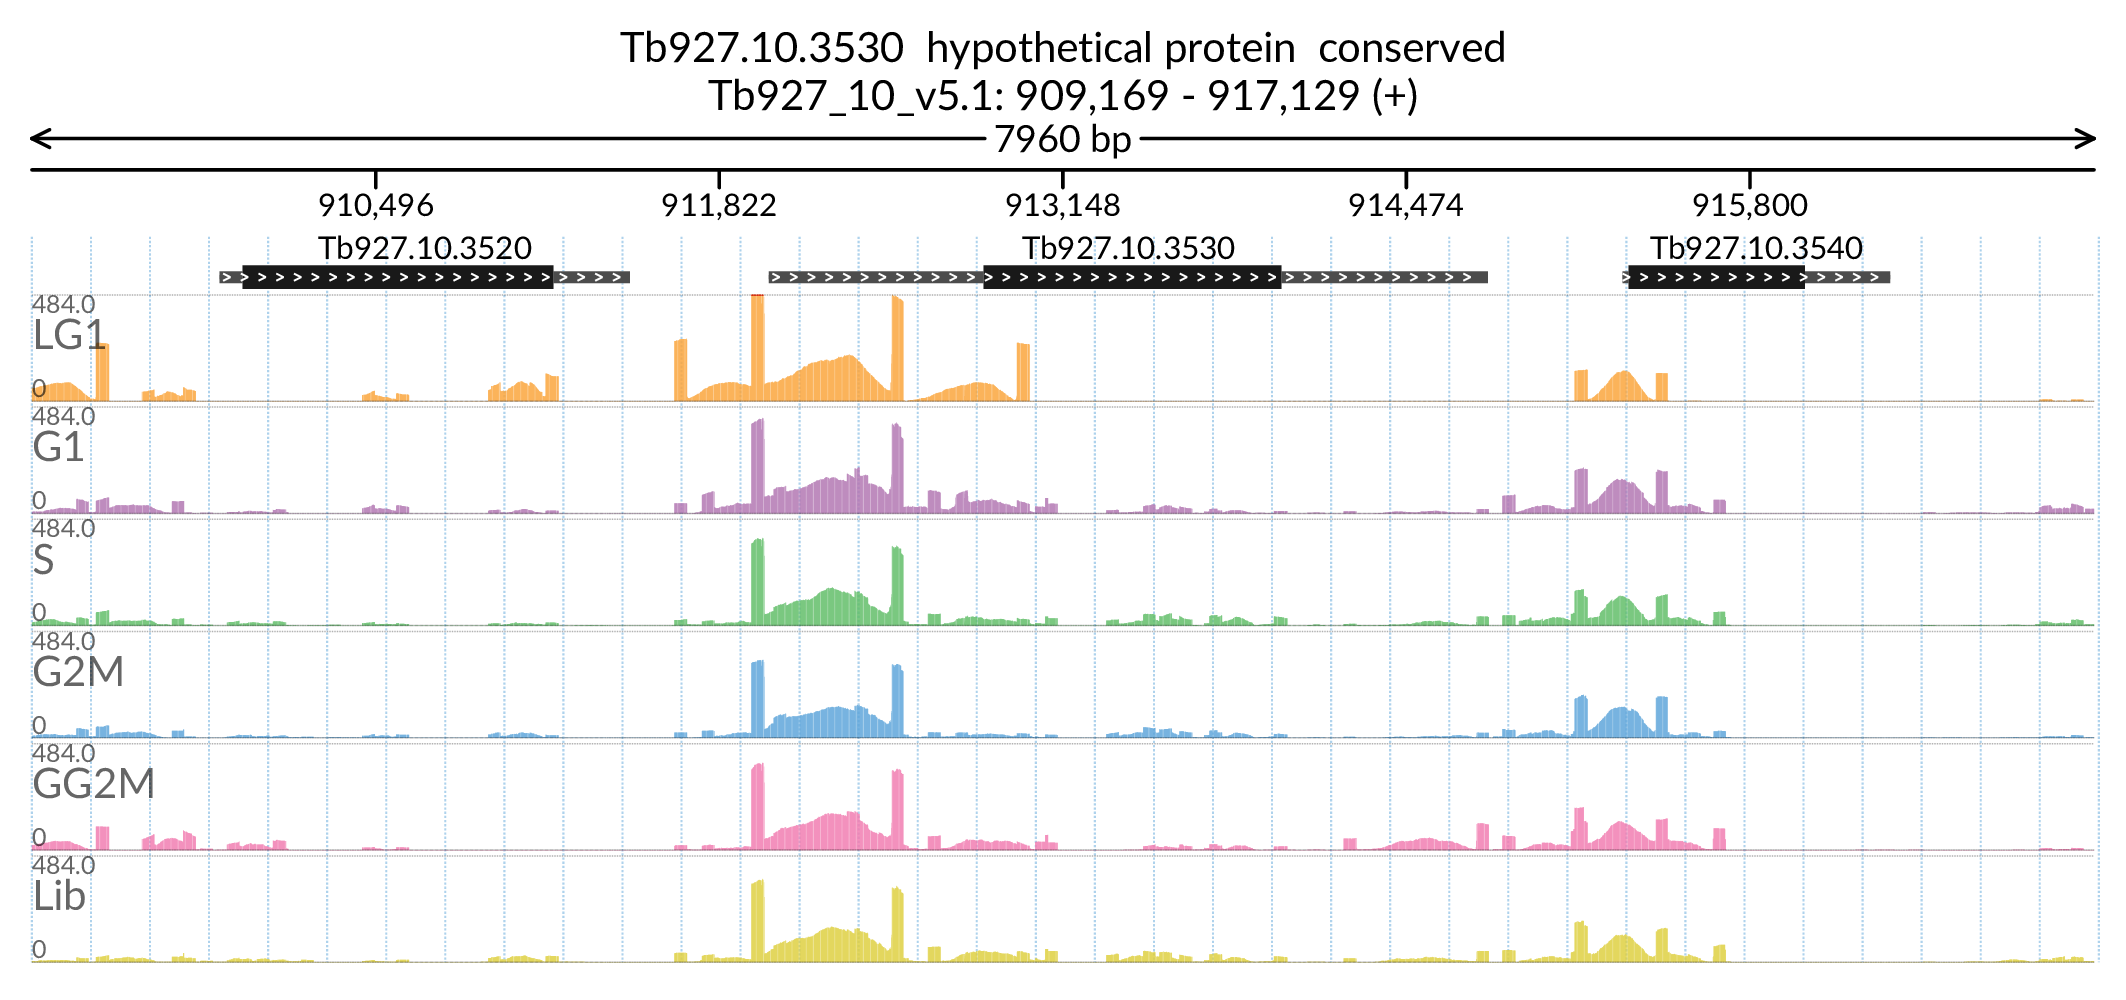 Tb927.10.3530 hypothetical protein conserved
Tb927_10_v5.1: 909,169 - 917,129 (+)
7960 bp
910,496 911,822 913,148 914,474 915,800
Tb927.10.3520 Tb927.10.3530 Tb927.10.3540
484.0
LG1
0
484.0
G1
0
484.0
S
0
484.0
G2M
0
484.0
GG2M
0
484.0
Lib
0